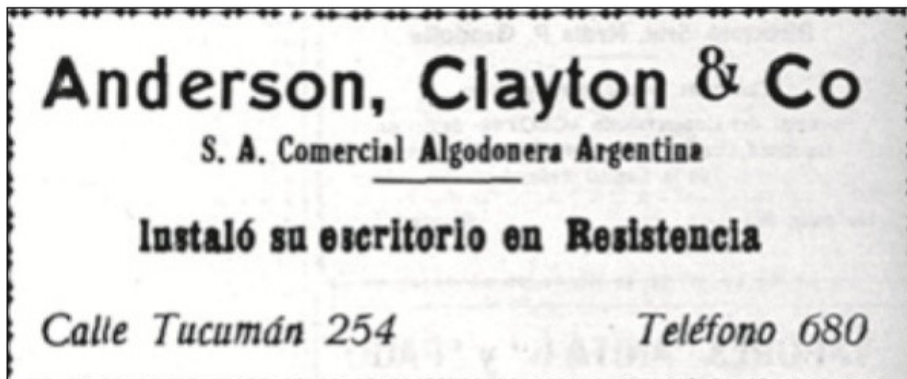 Anderson, Clayton & Co
S. A. Comercial Algodonera Argentina
Instaló su escritorio en Resistencia
Calle Tucumán 254 Teléfono 680